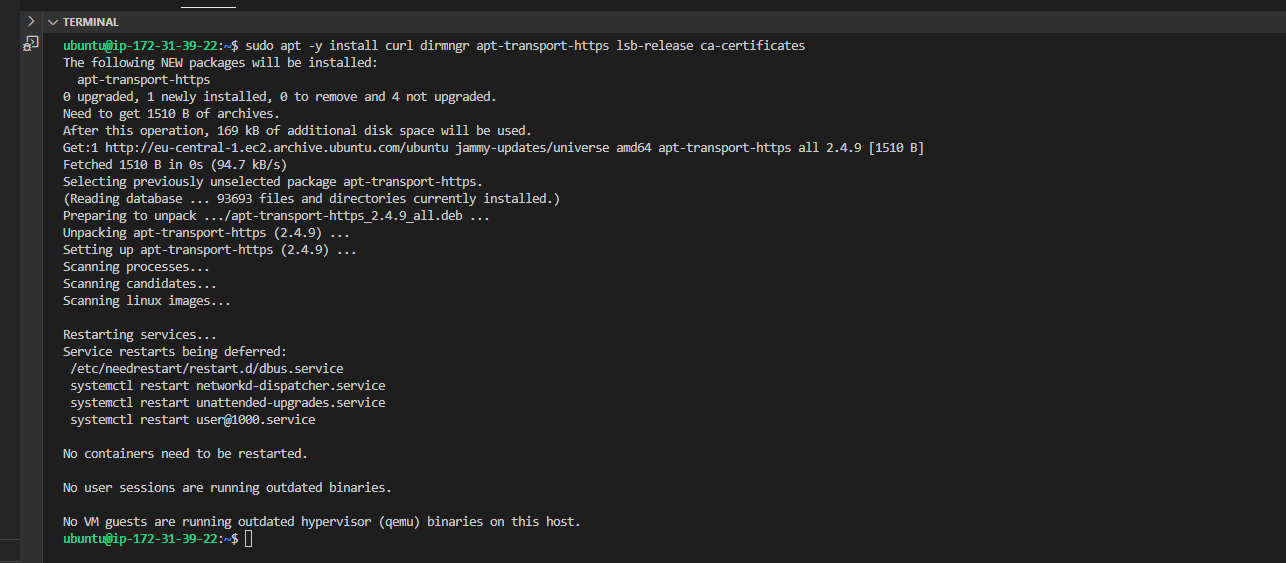 TERMINAL
ubuntu@ip-172-31-39-22:~$ sudo apt -y install curl dirmngr apt-transport-https lsb-release ca-certificates
The following NEW packages will be installed:
  apt-transport-https
0 upgraded, 1 newly installed, 0 to remove and 4 not upgraded.
Need to get 1510 B of archives.
After this operation, 169 kB of additional disk space will be used.
Get:1 http://eu-central-1.ec2.archive.ubuntu.com/ubuntu jammy-updates/universe amd64 apt-transport-https all 2.4.9 [1510 B]
Fetched 1510 B in 0s (94.7 kB/s)
Selecting previously unselected package apt-transport-https.
(Reading database ... 93693 files and directories currently installed.)
Preparing to unpack .../apt-transport-https_2.4.9_all.deb ...
Unpacking apt-transport-https (2.4.9) ...
Setting up apt-transport-https (2.4.9) ...
Scanning processes...
Scanning candidates...
Scanning linux images...
Restarting services...
Service restarts being deferred:
 /etc/needrestart/restart.d/dbus.service
 systemctl restart networkd-dispatcher.service
 systemctl restart unattended-upgrades.service
 systemctl restart user@1000.service
No containers need to be restarted.
No user sessions are running outdated binaries.
No VM guests are running outdated hypervisor (qemu) binaries on this host.
ubuntu@ip-172-31-39-22:~$